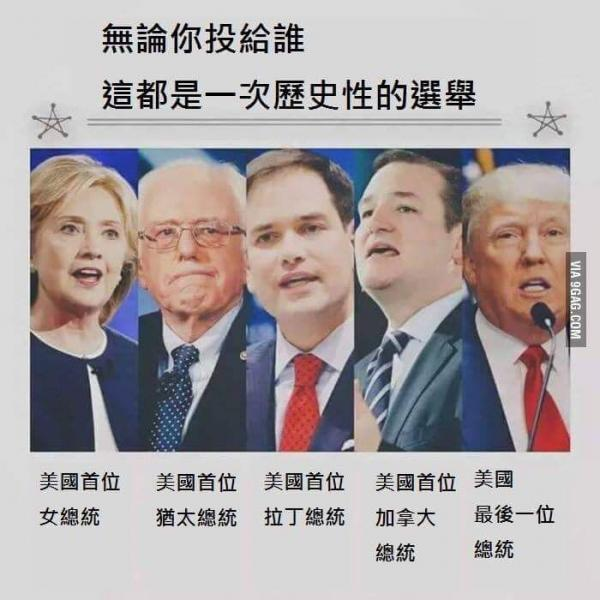 無論你投給誰
這都是一次歷史性的選舉
VIA 9GAG.COM
美國首位
女總統
美國首位
猶太總統
美國首位
拉丁總統
美國首位
加拿大
總統
美國
最後一位
總統